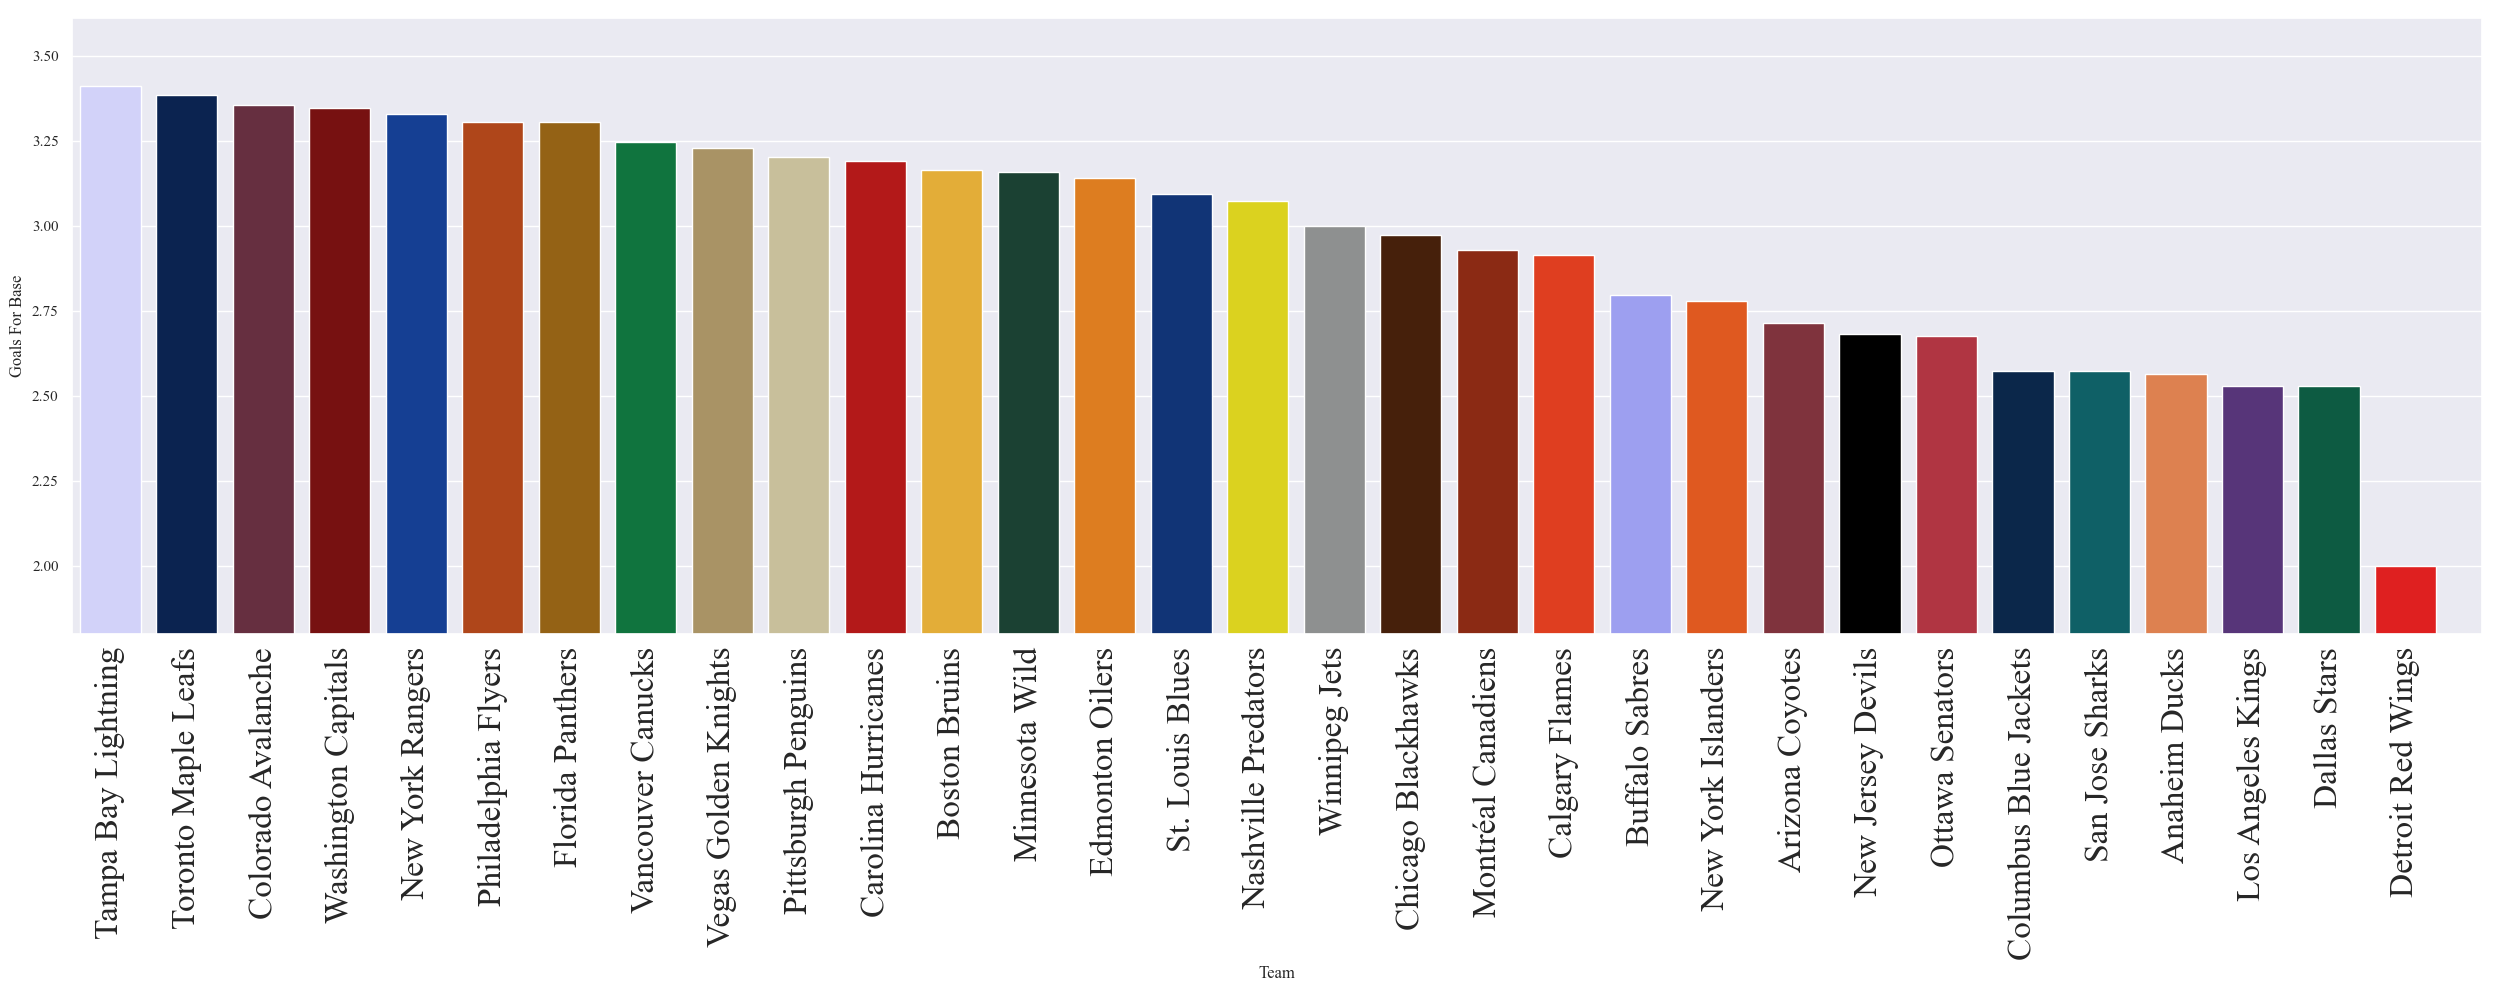 3.50
3.25
3.00
2.75
2.50
2.25
2.00
Goals For Base
Tampa Bay Lightning
Toronto Maple Leafs
Colorado Avalanche
Washington Capitals
New York Rangers
Philadelphia Flyers
Florida Panthers
Vancouver Canucks
Vegas Golden Knights
Pittsburgh Penguins
Carolina Hurricanes
Boston Bruins
Minnesota Wild
Edmonton Oilers
St. Louis Blues
Nashville Predators
Winnipeg Jets
Chicago Blackhawks
Montréal Canadiens
Calgary Flames
Buffalo Sabres
New York Islanders
Arizona Coyotes
New Jersey Devils
Ottawa Senators
Columbus Blue Jackets
San Jose Sharks
Anaheim Ducks
Los Angeles Kings
Dallas Stars
Detroit Red Wings
Team